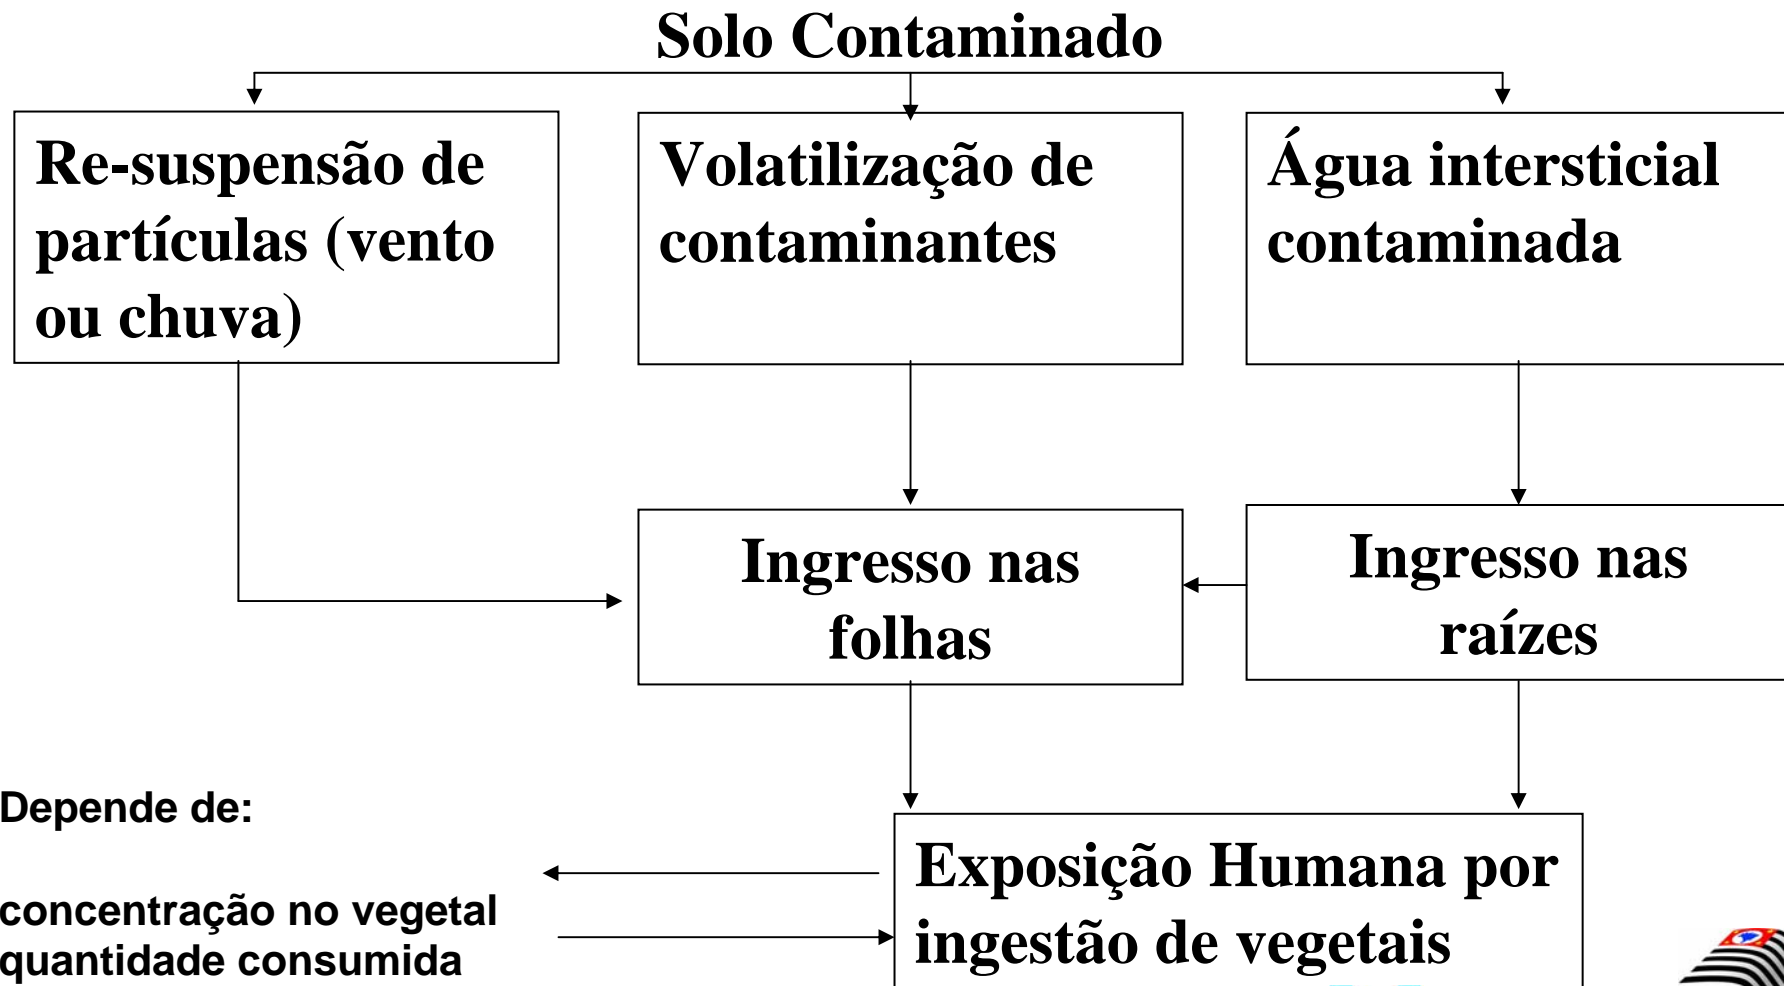 Solo Contaminado
Re-suspensão de
partículas (vento
ou chuva)
Volatilização de
contaminantes
Água intersticial
contaminada
Ingresso nas
folhas
Ingresso nas
raízes
Depende de:
concentração no vegetal
quantidade consumida
Exposição Humana por
ingestão de vegetais